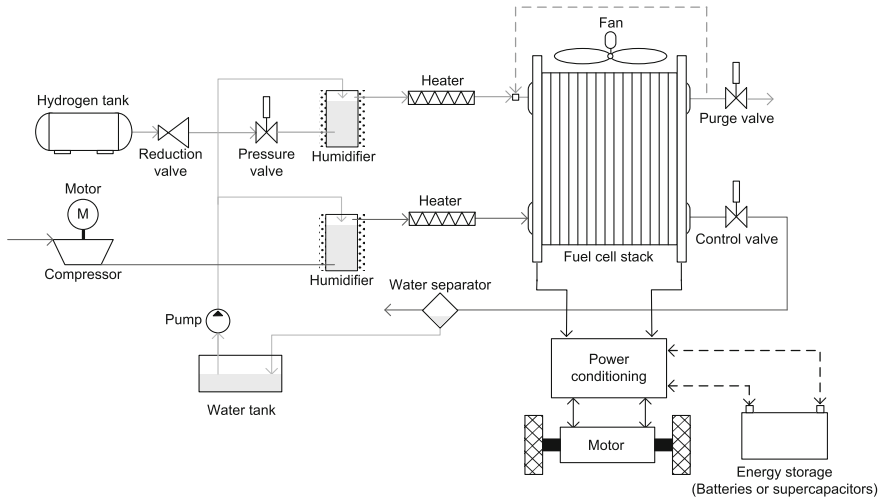 Fan
Heater
Hydrogen tank
Reduction
valve
Pressure
valve
Humidifier
Purge valve
Motor
M
Compressor
Heater
Humidifier
Control valve
Fuel cell stack
Water separator
Pump
Water tank
Power
conditioning
Motor
Energy storage
(Batteries or supercapacitors)